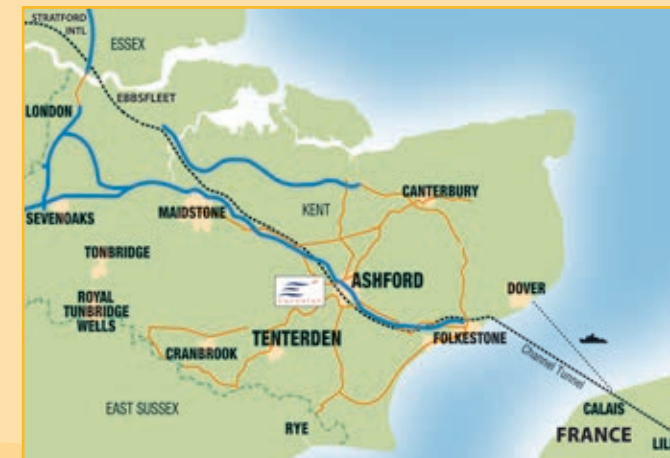 STRATFORD
INTL
ESSEX
EBBSFLEET
LONDON
CANTERBURY
SEVENOAKS
MAIDSTONE
KENT
TONBRIDGE
ASHFORD
DOVER
ROYAL
TUNBRIDGE
WELLS
TENTERDEN
FOLKESTONE
CRANBROOK
Channel Tunnel
EAST SUSSEX
CALAIS
RYE
FRANCE
LIL